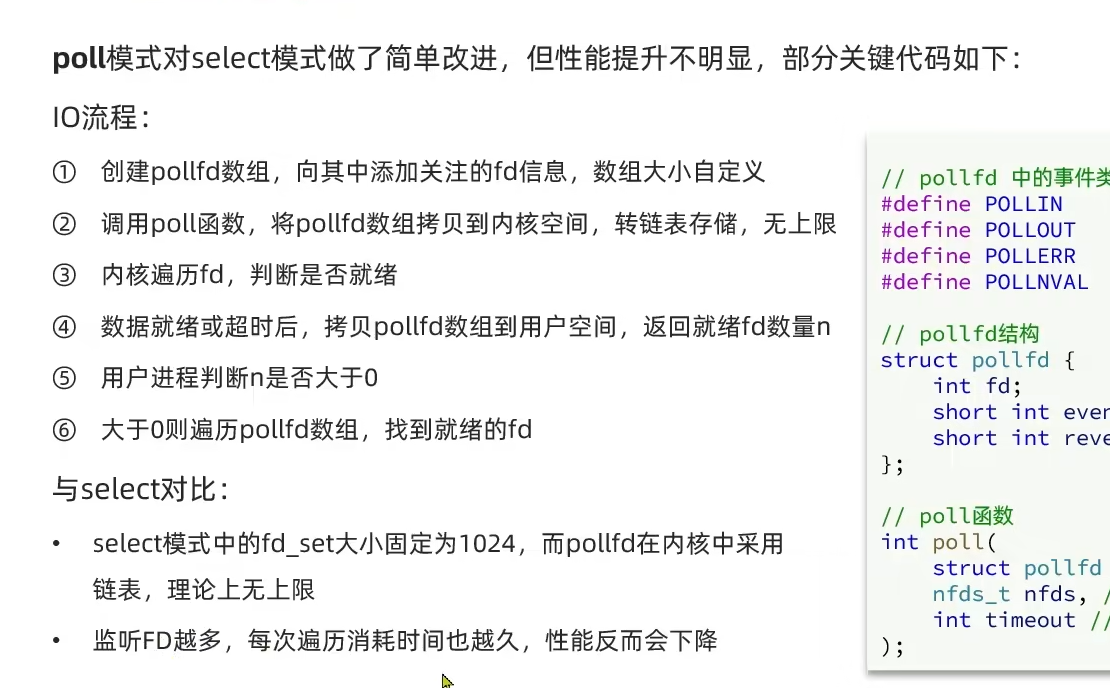 poll模式对select模式做了简单改进，但性能提升不明显，部分关键代码如下：
IO流程：
① 创建pollfd数组，向其中添加关注的fd信息，数组大小自定义
② 调用poll函数，将pollfd数组拷贝到内核空间，转链表存储，无上限
③ 内核遍历fd，判断是否就绪
④ 数据就绪或超时后，拷贝pollfd数组到用户空间，返回就绪fd数量n
⑤ 用户进程判断n是否大于0
⑥ 大于0则遍历pollfd数组，找到就绪的fd
与select对比：
• select模式中的fd_set大小固定为1024，而pollfd在内核中采用
链表，理论上无上限
• 监听FD越多，每次遍历消耗时间也越久，性能反而会下降
// pollfd 中的事件类
#define POLLIN
#define POLLOUT
#define POLLERR
#define POLLNVAL
// pollfd结构
struct pollfd {
int fd;
short int even
short int reve
};
// poll函数
int poll(
struct pollfd
nfds_t nfds, /
int timeout //
);